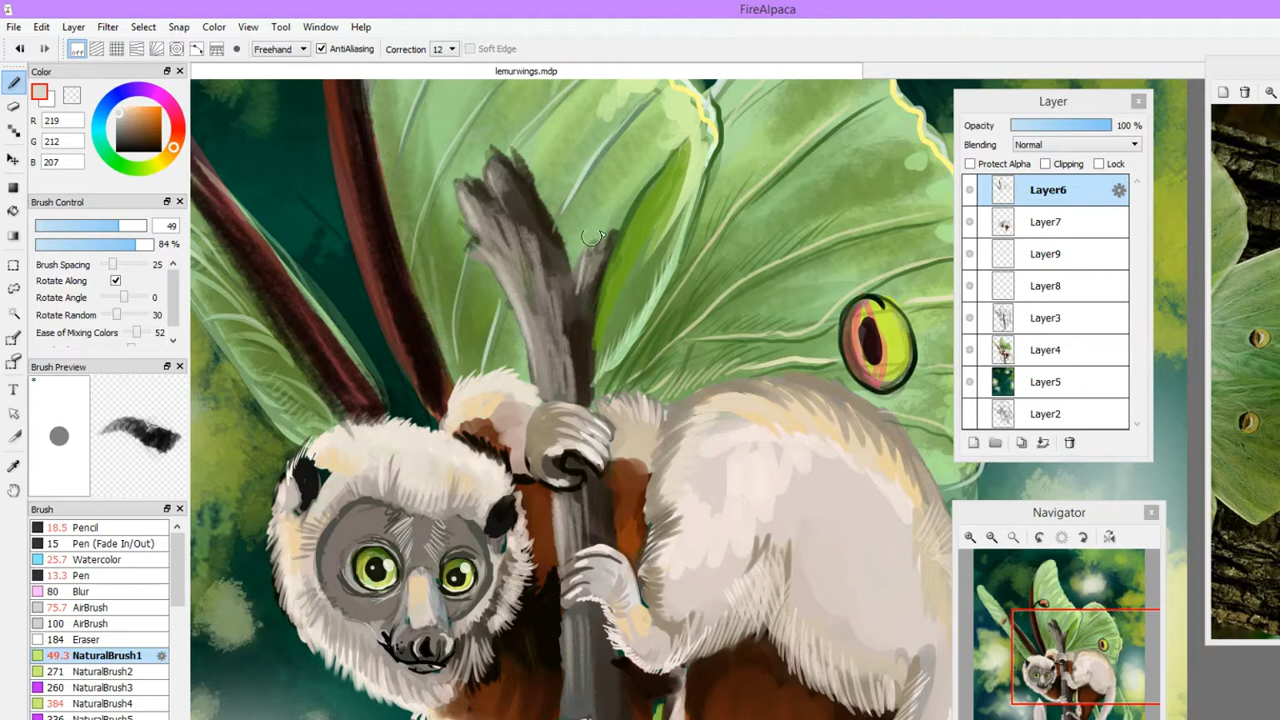 FireAlpaca
File Edit Layer Filter Select Snap Color View Tool Window Help
off Freehand AntiAliasing Correction 12 Soft Edge
lemurwings.mdp
Color
R 219
G 212
B 207
Brush Control
49
84 %
Brush Spacing 25
Rotate Along
Rotate Angle 0
Rotate Random 30
Ease of Mixing Colors 52
Brush Preview
*
Brush
18.5 Pencil
15 Pen (Fade In/Out)
25.7 Watercolor
13.3 Pen
80 Blur
75.7 AirBrush
100 AirBrush
184 Eraser
49.3 NaturalBrush1
271 NaturalBrush2
260 NaturalBrush3
384 NaturalBrush4
336 NaturalBrush5
Layer
Opacity 100 %
Blending Normal
Protect Alpha Clipping Lock
Layer6
Layer7
Layer9
Layer8
Layer3
Layer4
Layer5
Layer2
Navigator